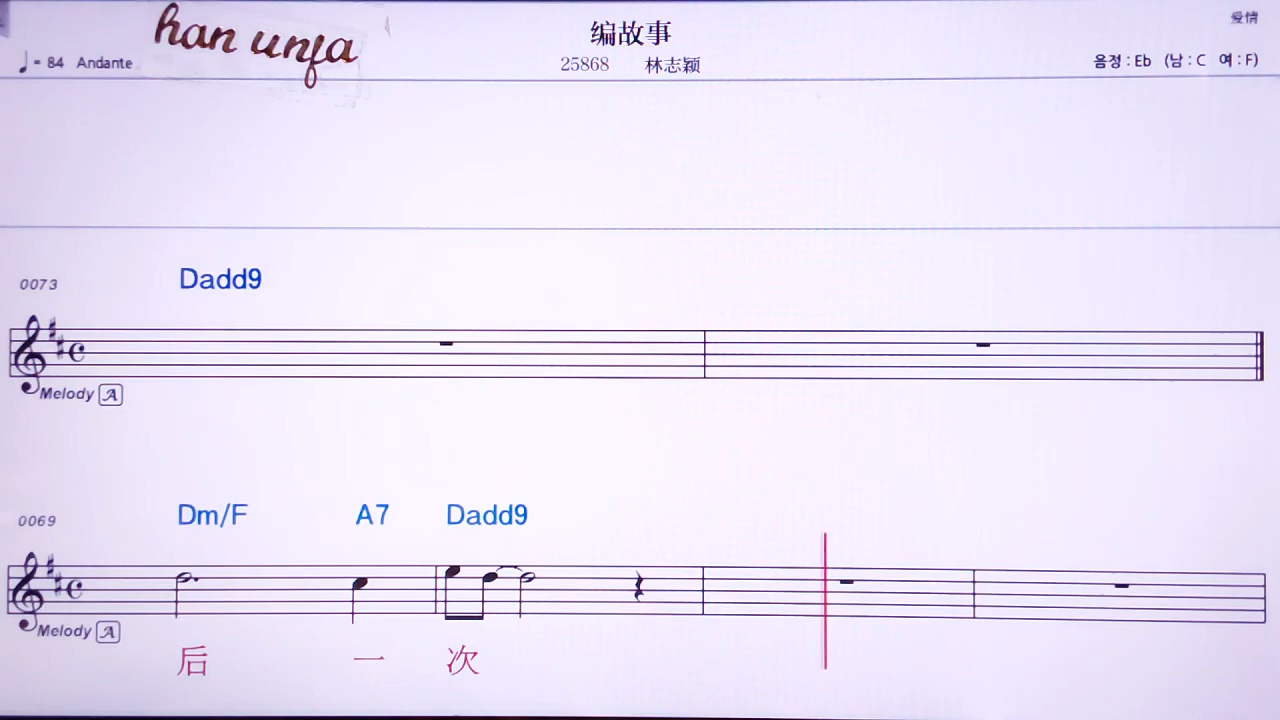 han unfa
编故事
爱情
♩= 84 Andante
25868 林志颖
음정 : Eb (남 : C 여 : F)
0073
Dadd9
Melody A
0069
Dm/F A7 Dadd9
Melody A
后 一 次